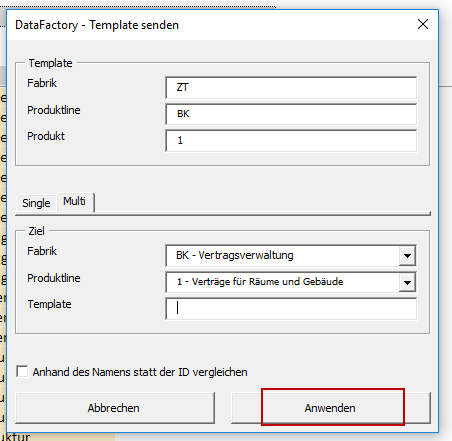 DataFactory - Template senden
Template
Fabrik ZT
Produktline BK
Produkt 1
Single Multi
Ziel
Fabrik BK - Vertragsverwaltung
Produktline 1 - Verträge für Räume und Gebäude
Template
Anhand des Namens statt der ID vergleichen
Abbrechen Anwenden